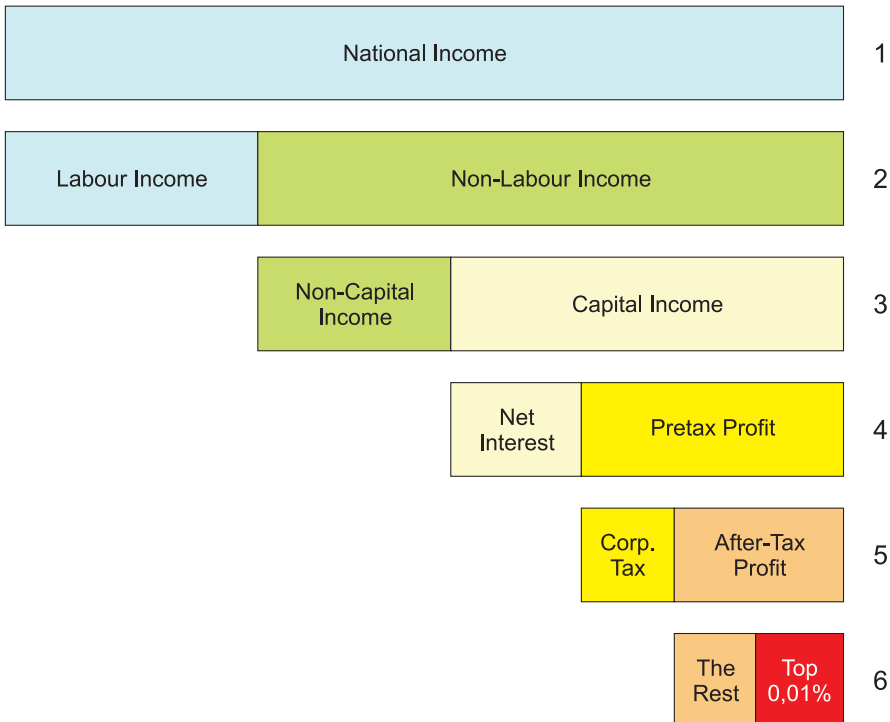 National Income
1
Labour Income
Non-Labour Income
2
Non-Capital
Income
Capital Income
3
Net
Interest
Pretax Profit
4
Corp.
Tax
After-Tax
Profit
5
The
Rest
Top
0,01%
6